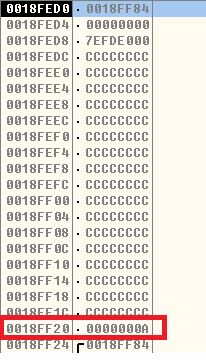 0018FED0 0018FF84
0018FED4 00000000
0018FED8 7EFDE000
0018FEDC CCCCCCCC
0018FEE0 CCCCCCCC
0018FEE4 CCCCCCCC
0018FEE8 CCCCCCCC
0018FEEC CCCCCCCC
0018FEF0 CCCCCCCC
0018FEF4 CCCCCCCC
0018FEF8 CCCCCCCC
0018FEFC CCCCCCCC
0018FF00 CCCCCCCC
0018FF04 CCCCCCCC
0018FF08 CCCCCCCC
0018FF0C CCCCCCCC
0018FF10 CCCCCCCC
0018FF14 CCCCCCCC
0018FF18 CCCCCCCC
0018FF1C CCCCCCCC
0018FF20 0000000A
0018FF24 0018FF84